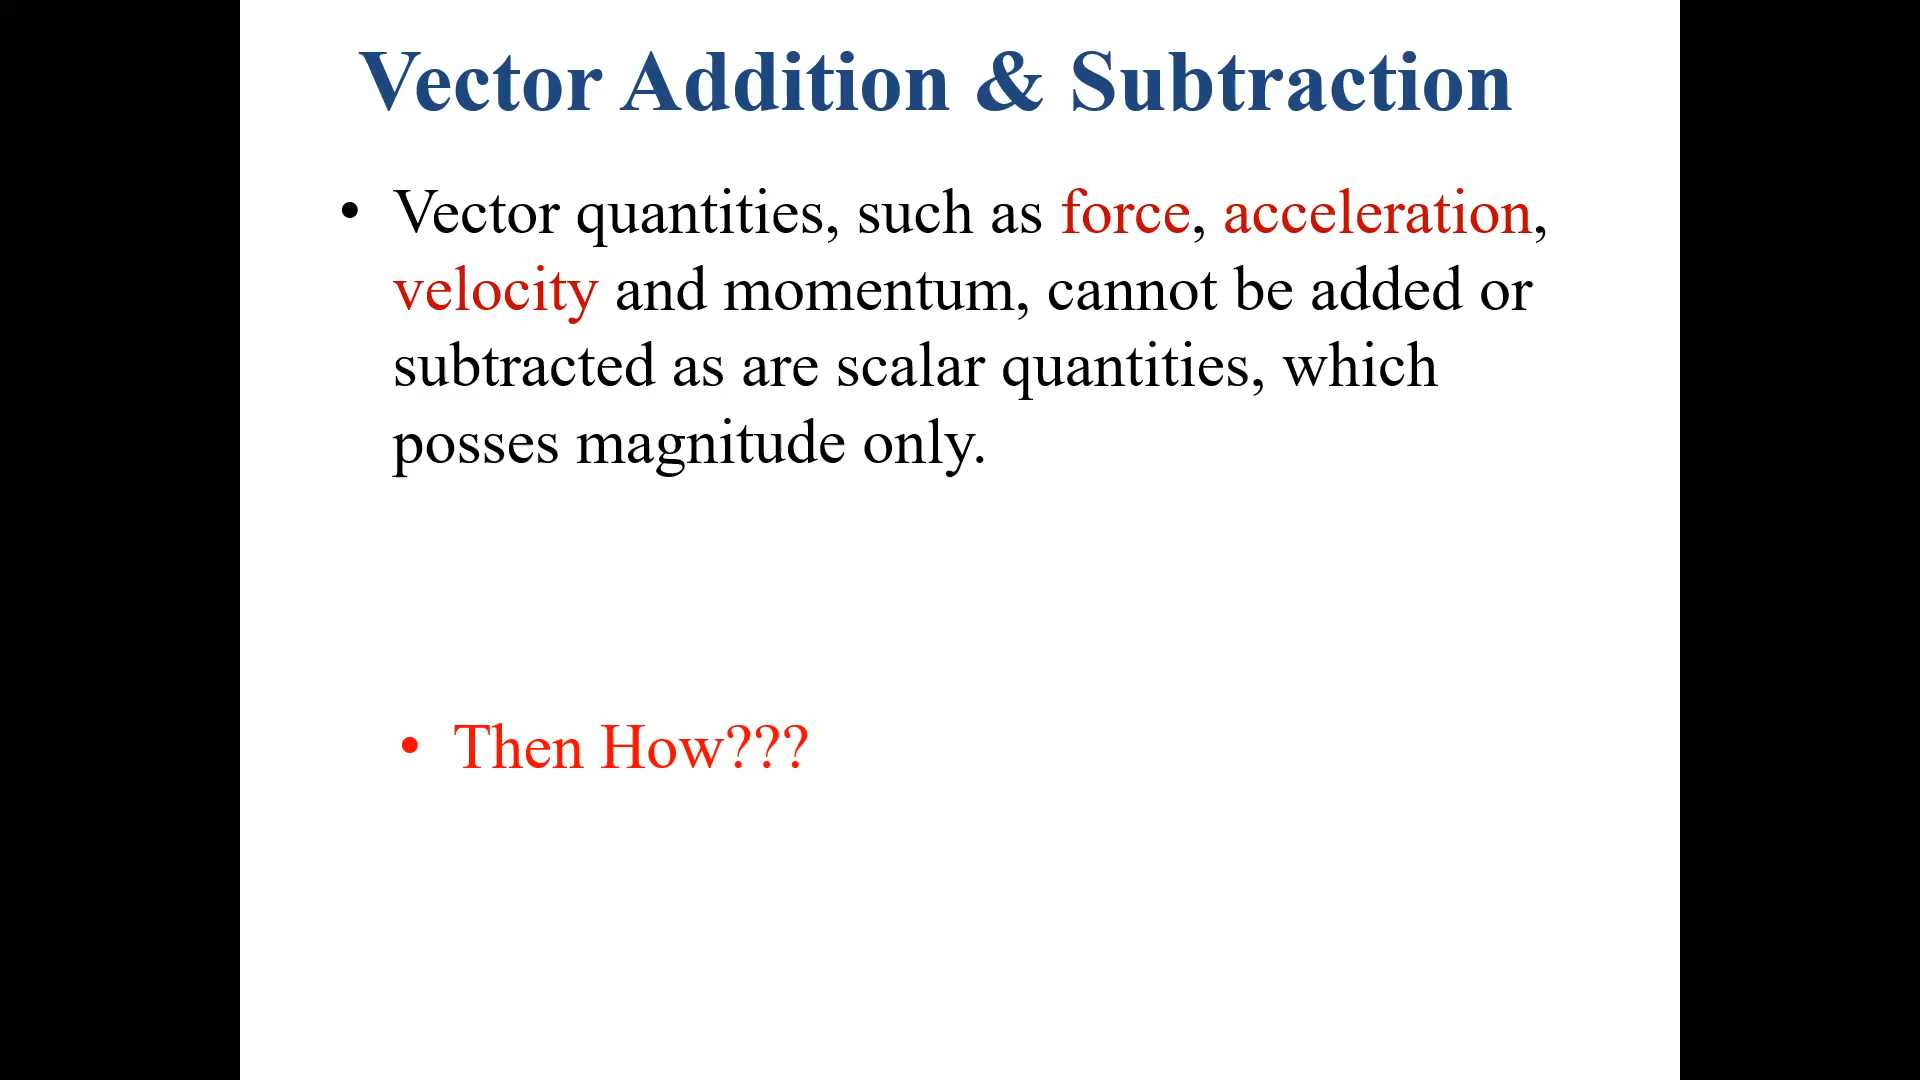 Vector Addition & Subtraction
• Vector quantities, such as force, acceleration,
velocity and momentum, cannot be added or
subtracted as are scalar quantities, which
posses magnitude only.
• Then How???